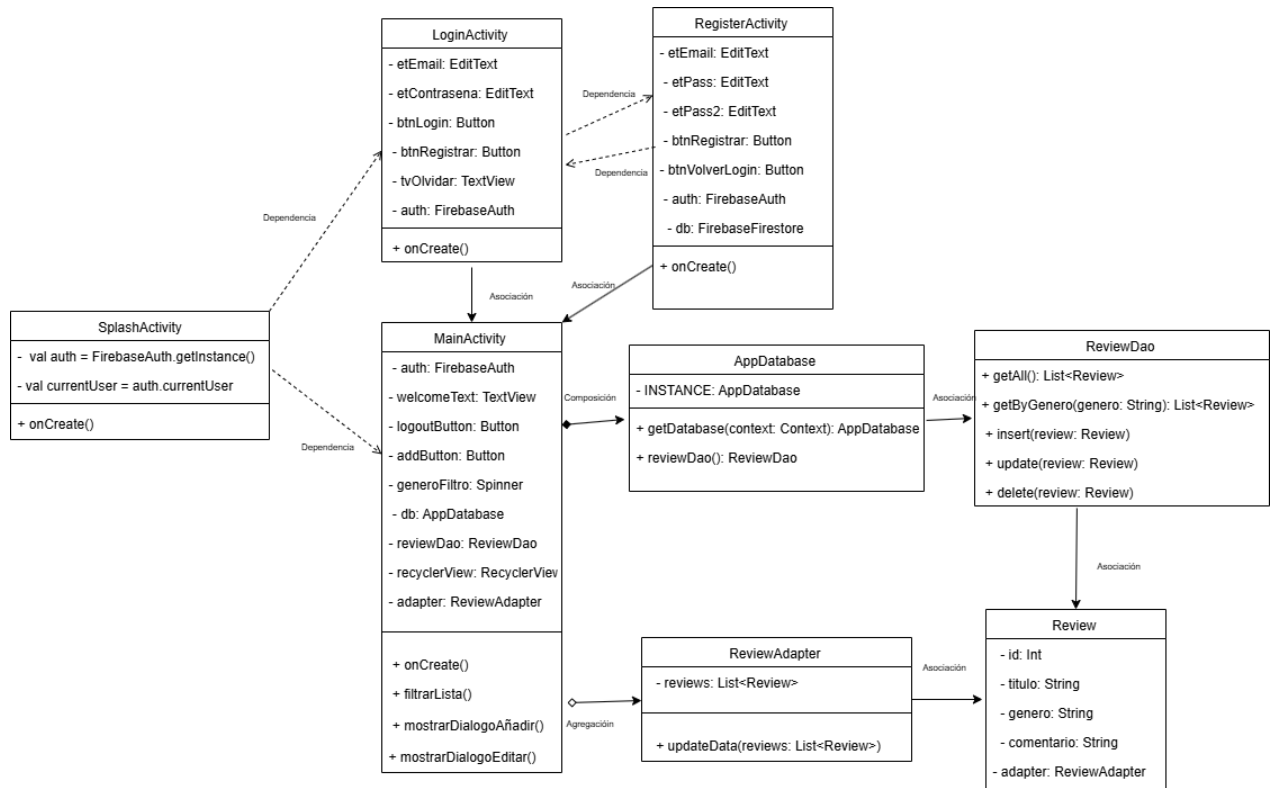 LoginActivity
- etEmail: EditText
- etContrasena: EditText
- btnLogin: Button
- btnRegistrar: Button
- tvOlvidar: TextView
- auth: FirebaseAuth
+ onCreate()
RegisterActivity
- etEmail: EditText
- etPass: EditText
- etPass2: EditText
- btnRegistrar: Button
- btnVolverLogin: Button
- auth: FirebaseAuth
- db: FirebaseFirestore
+ onCreate()
Dependencia
Dependencia
Dependencia
Asociación
Asociación
SplashActivity
- val auth = FirebaseAuth.getInstance()
- val currentUser = auth.currentUser
+ onCreate()
Dependencia
MainActivity
- auth: FirebaseAuth
- welcomeText: TextView
- logoutButton: Button
- addButton: Button
- generoFiltro: Spinner
- db: AppDatabase
- reviewDao: ReviewDao
- recyclerView: RecyclerView
- adapter: ReviewAdapter
+ onCreate()
+ filtrarLista()
+ mostrarDialogoAñadir()
+ mostrarDialogoEditar()
Composición
AppDatabase
- INSTANCE: AppDatabase
+ getDatabase(context: Context): AppDatabase
+ reviewDao(): ReviewDao
Asociación
ReviewDao
+ getAll(): List<Review>
+ getByGenero(genero: String): List<Review>
+ insert(review: Review)
+ update(review: Review)
+ delete(review: Review)
Asociación
Agregacióin
ReviewAdapter
- reviews: List<Review>
+ updateData(reviews: List<Review>)
Asociación
Review
- id: Int
- titulo: String
- genero: String
- comentario: String
- adapter: ReviewAdapter